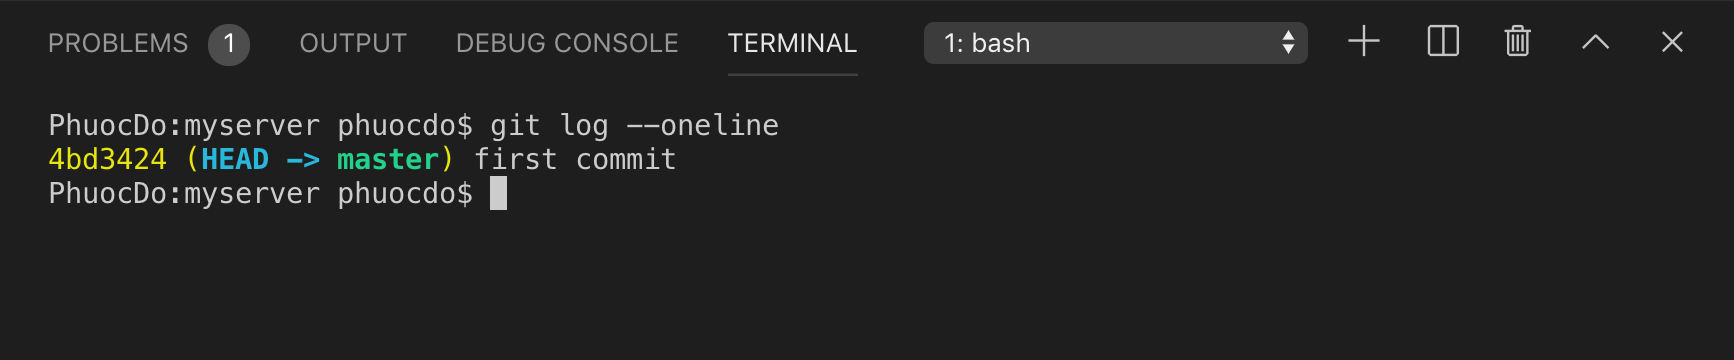 PROBLEMS 1 OUTPUT DEBUG CONSOLE TERMINAL 1: bash
PhuocDo:myserver phuocdo$ git log --oneline
4bd3424 (HEAD -> master) first commit
PhuocDo:myserver phuocdo$